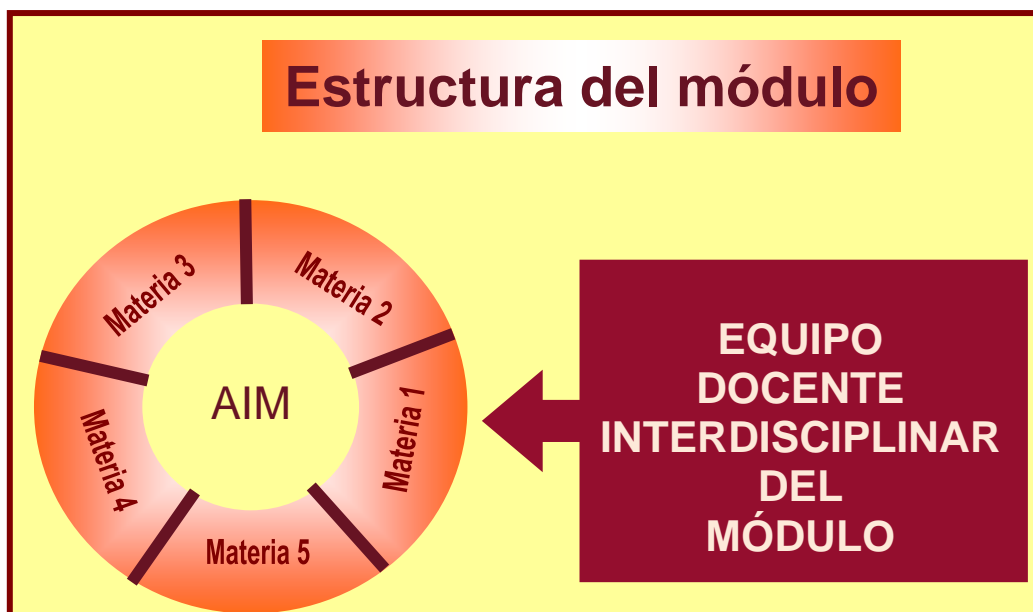 Estructura del módulo
Materia 3
Materia 2
AIM
Materia 1
Materia 4
Materia 5
EQUIPO
DOCENTE
INTERDISCIPLINAR
DEL
MÓDULO